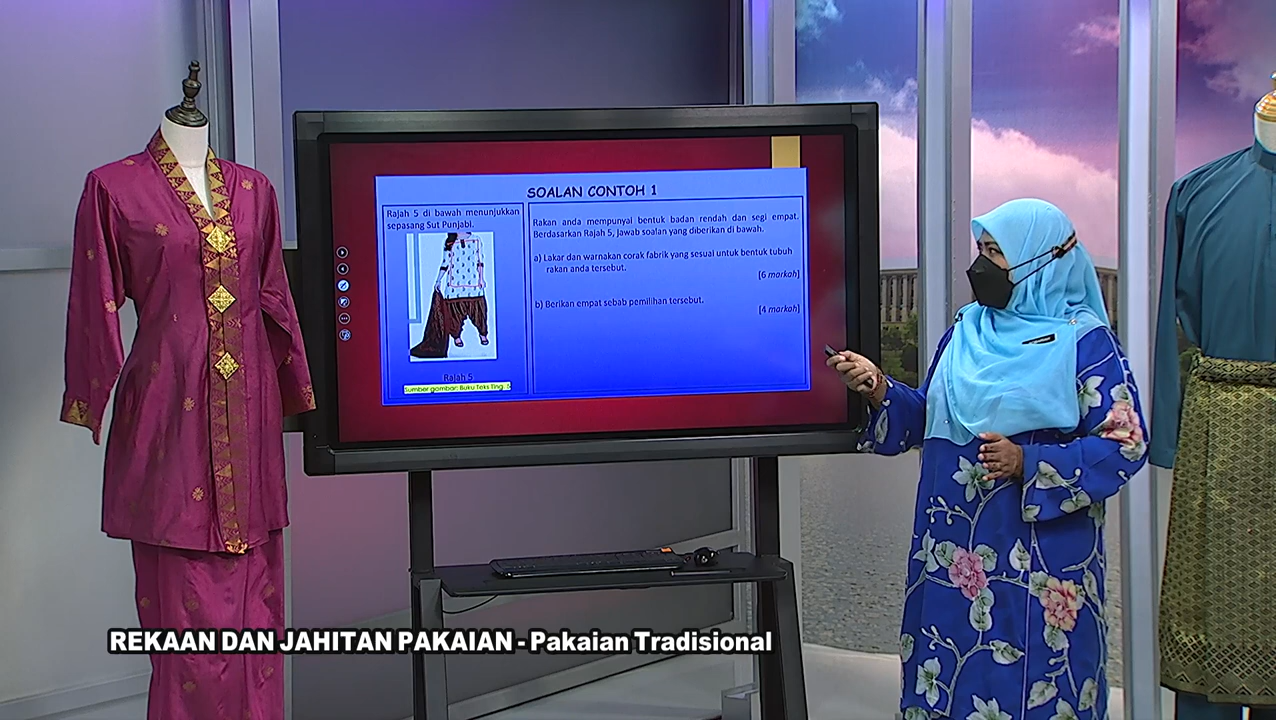 SOALAN CONTOH 1
Rajah 5 di bawah menunjukkan
sepasang Sut Punjabi.
Rajah 5
Sumber gambar: Buku Teks Ting 5
Rakan anda mempunyai bentuk badan rendah dan segi empat.
Berdasarkan Rajah 5, jawab soalan yang diberikan di bawah.
a) Lakar dan warnakan corak fabrik yang sesuai untuk bentuk tubuh
rakan anda tersebut.
[6 markah]
b) Berikan empat sebab pemilihan tersebut.
[4 markah]
REKAAN DAN JAHITAN PAKAIAN - Pakaian Tradisional